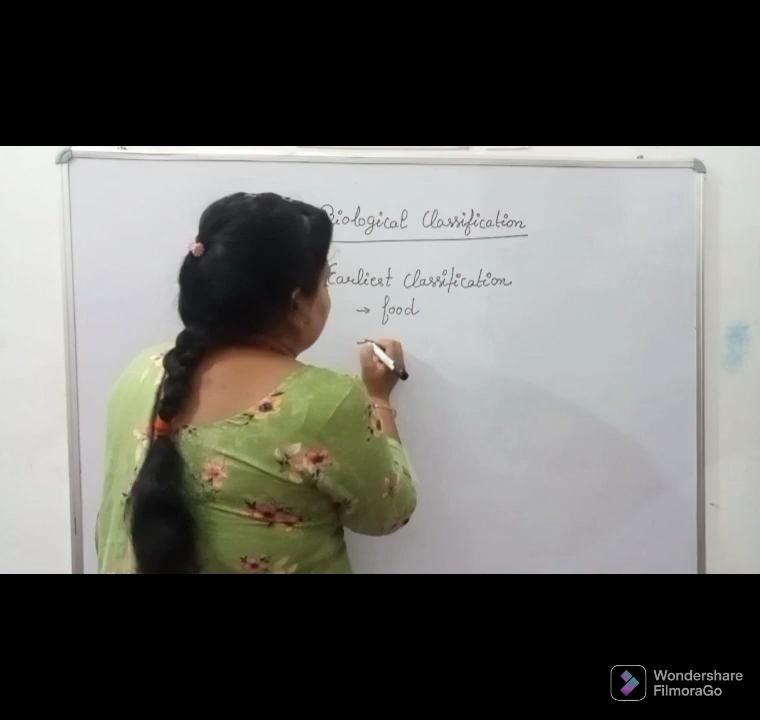 Biological Classification
Earliest Classification
→ food
Wondershare
FilmoraGo